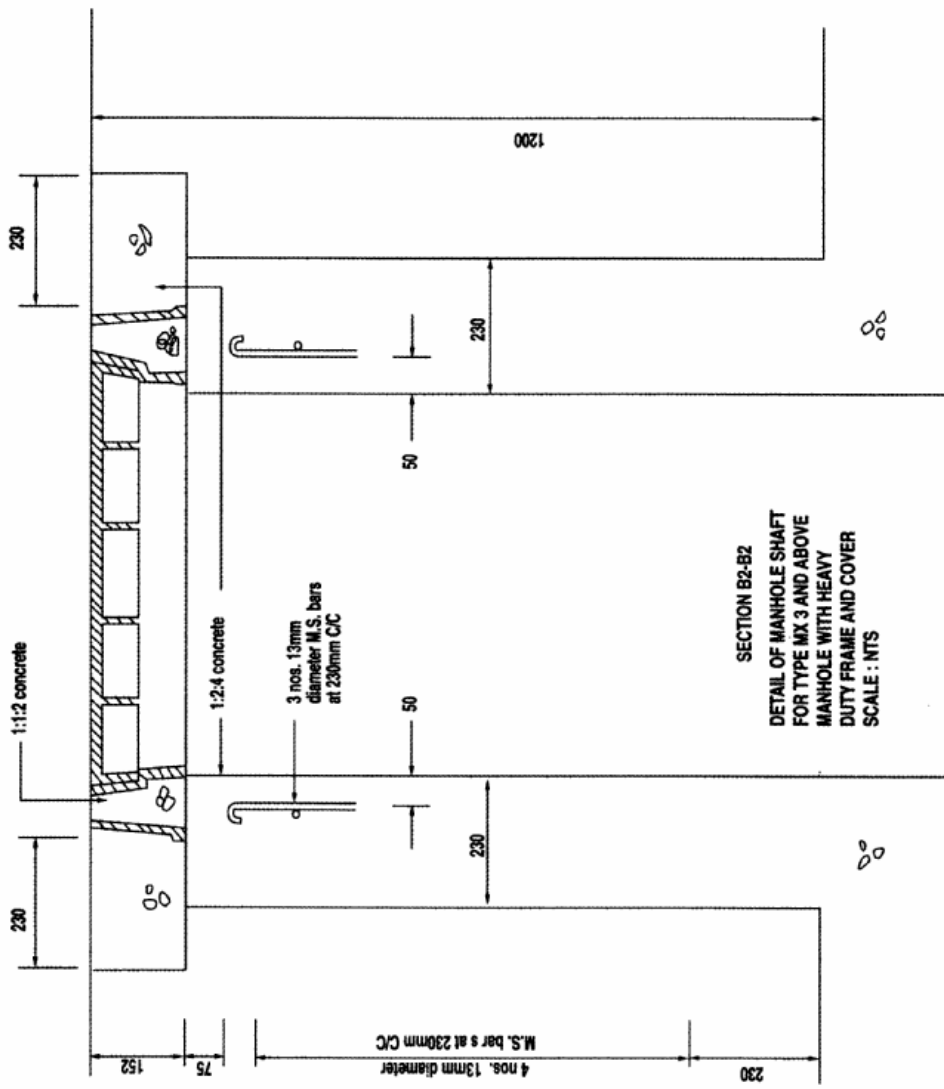 230
1:1:2 concrete
230
152
75
4 nos. 13mm diameter
M.S. bar s at 230mm C/C
230
1:2:4 concrete
3 nos. 13mm
diameter M.S. bars
at 230mm C/C
50
50
230
230
1200
SECTION B2-B2
DETAIL OF MANHOLE SHAFT
FOR TYPE MX 3 AND ABOVE
MANHOLE WITH HEAVY
DUTY FRAME AND COVER
SCALE : NTS